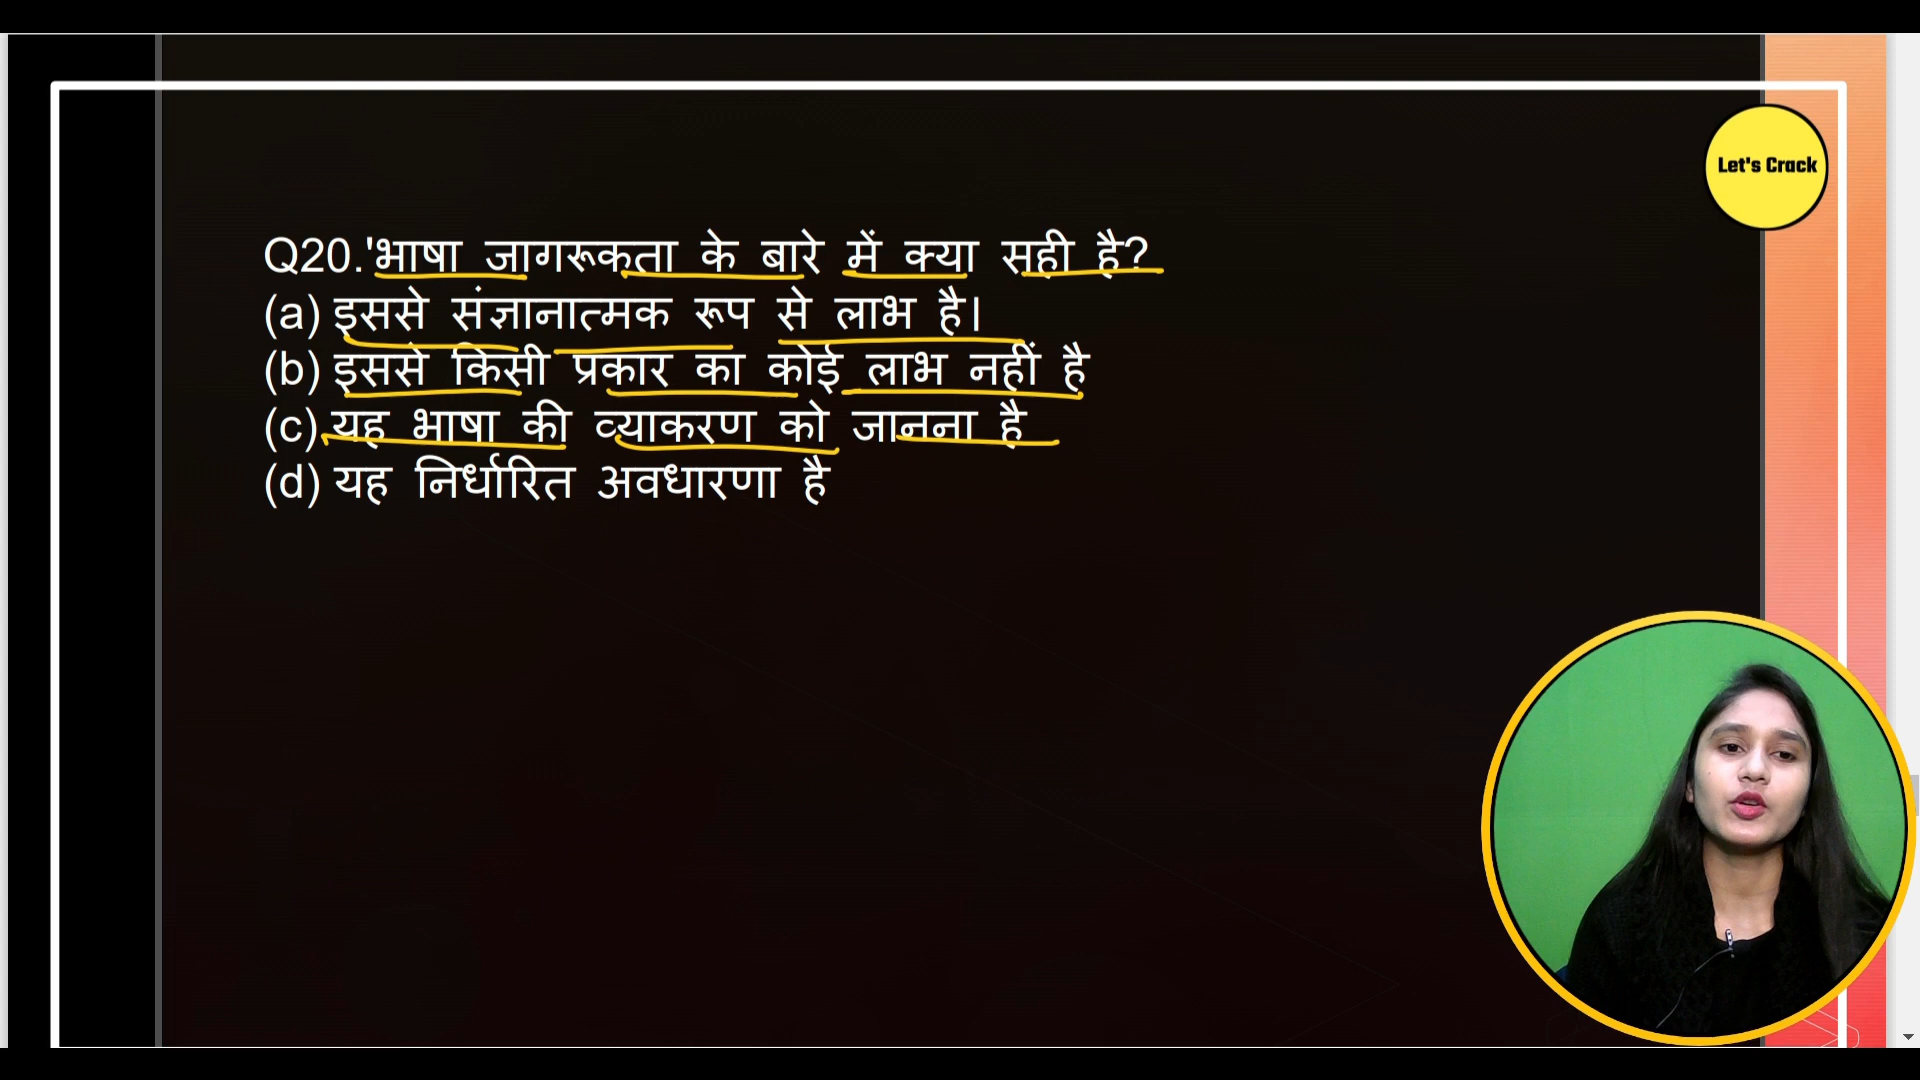 Let's Crack
Q20.'भाषा जागरूकता के बारे में क्या सही है?
(a) इससे संज्ञानात्मक रूप से लाभ है।
(b) इससे किसी प्रकार का कोई लाभ नहीं है
(c) यह भाषा की व्याकरण को जानना है
(d) यह निर्धारित अवधारणा है